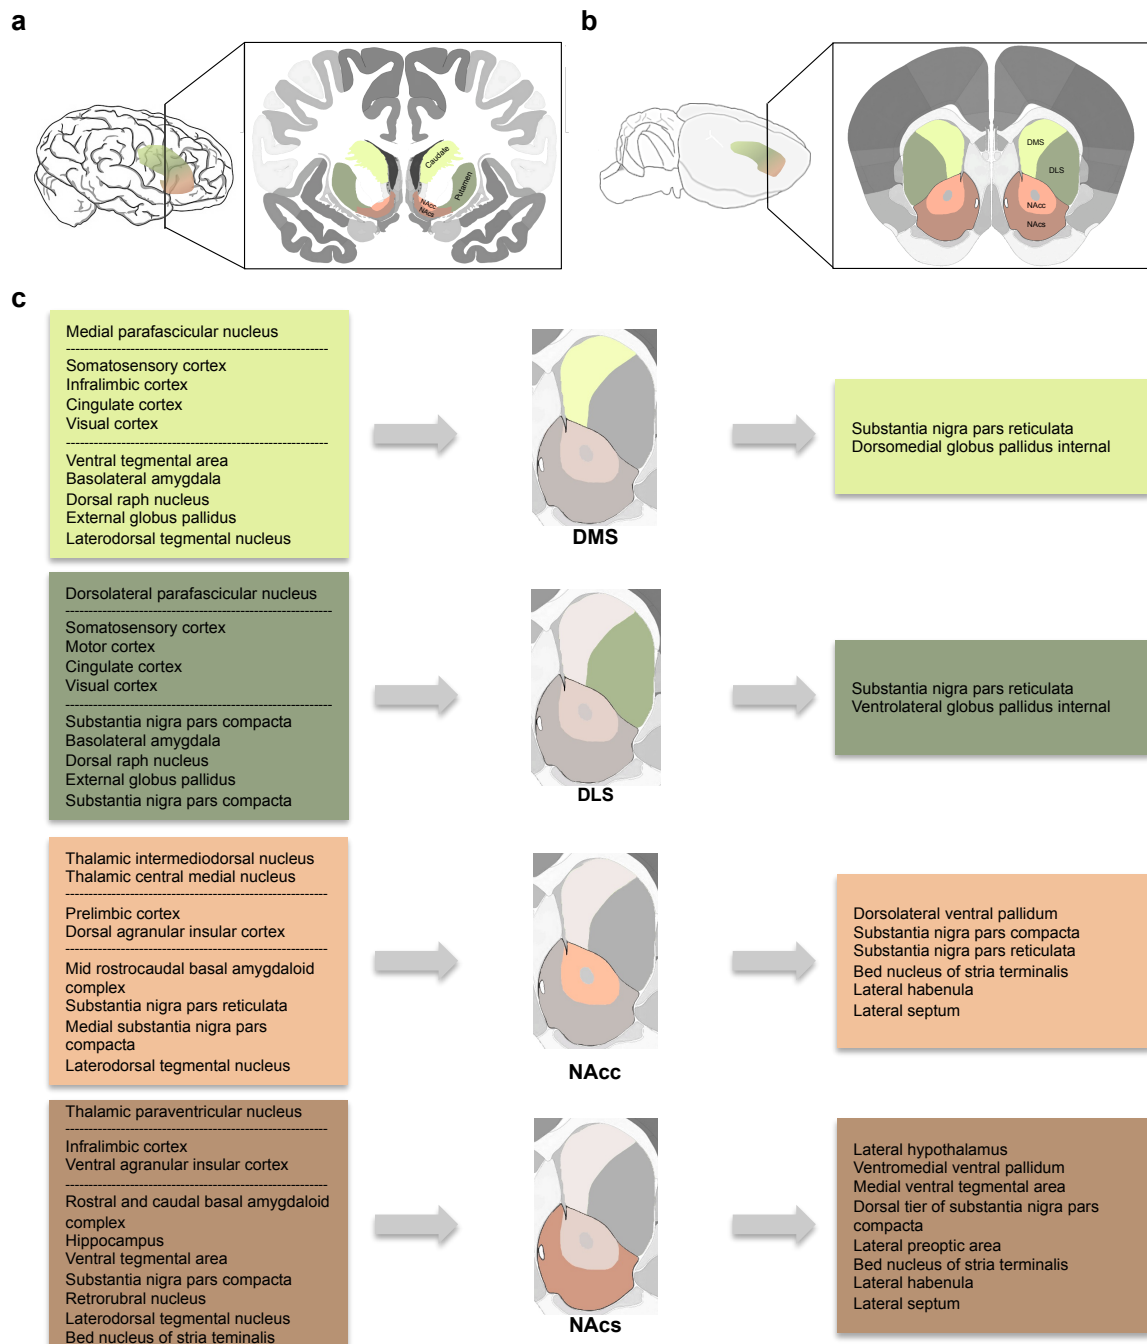 a
b
Caudate
Putamen
NAcc
NAcs
DMS
DLS
NAcc
NAcs
c
Medial parafascicular nucleus
--------------------------------------------------------
Somatosensory cortex
Infralimbic cortex
Cingulate cortex
Visual cortex
--------------------------------------------------------
Ventral tegmental area
Basolateral amygdala
Dorsal raph nucleus
External globus pallidus
Laterodorsal tegmental nucleus
DMS
Substantia nigra pars reticulata
Dorsomedial globus pallidus internal
Dorsolateral parafascicular nucleus
--------------------------------------------------------
Somatosensory cortex
Motor cortex
Cingulate cortex
Visual cortex
--------------------------------------------------------
Substantia nigra pars compacta
Basolateral amygdala
Dorsal raph nucleus
External globus pallidus
Substantia nigra pars compacta
DLS
Substantia nigra pars reticulata
Ventrolateral globus pallidus internal
Thalamic intermediodorsal nucleus
Thalamic central medial nucleus
--------------------------------------------------------
Prelimbic cortex
Dorsal agranular insular cortex
--------------------------------------------------------
Mid rostrocaudal basal amygdaloid
complex
Substantia nigra pars reticulata
Medial substantia nigra pars
compacta
Laterodorsal tegmental nucleus
NAcc
Dorsolateral ventral pallidum
Substantia nigra pars compacta
Substantia nigra pars reticulata
Bed nucleus of stria terminalis
Lateral habenula
Lateral septum
Thalamic paraventricular nucleus
--------------------------------------------------------
Infralimbic cortex
Ventral agranular insular cortex
--------------------------------------------------------
Rostral and caudal basal amygdaloid
complex
Hippocampus
Ventral tegmental area
Substantia nigra pars compacta
Retrorubral nucleus
Laterodorsal tegmental nucleus
Bed nucleus of stria teminalis
NAcs
Lateral hypothalamus
Ventromedial ventral pallidum
Medial ventral tegmental area
Dorsal tier of substantia nigra pars
compacta
Lateral preoptic area
Bed nucleus of stria terminalis
Lateral habenula
Lateral septum